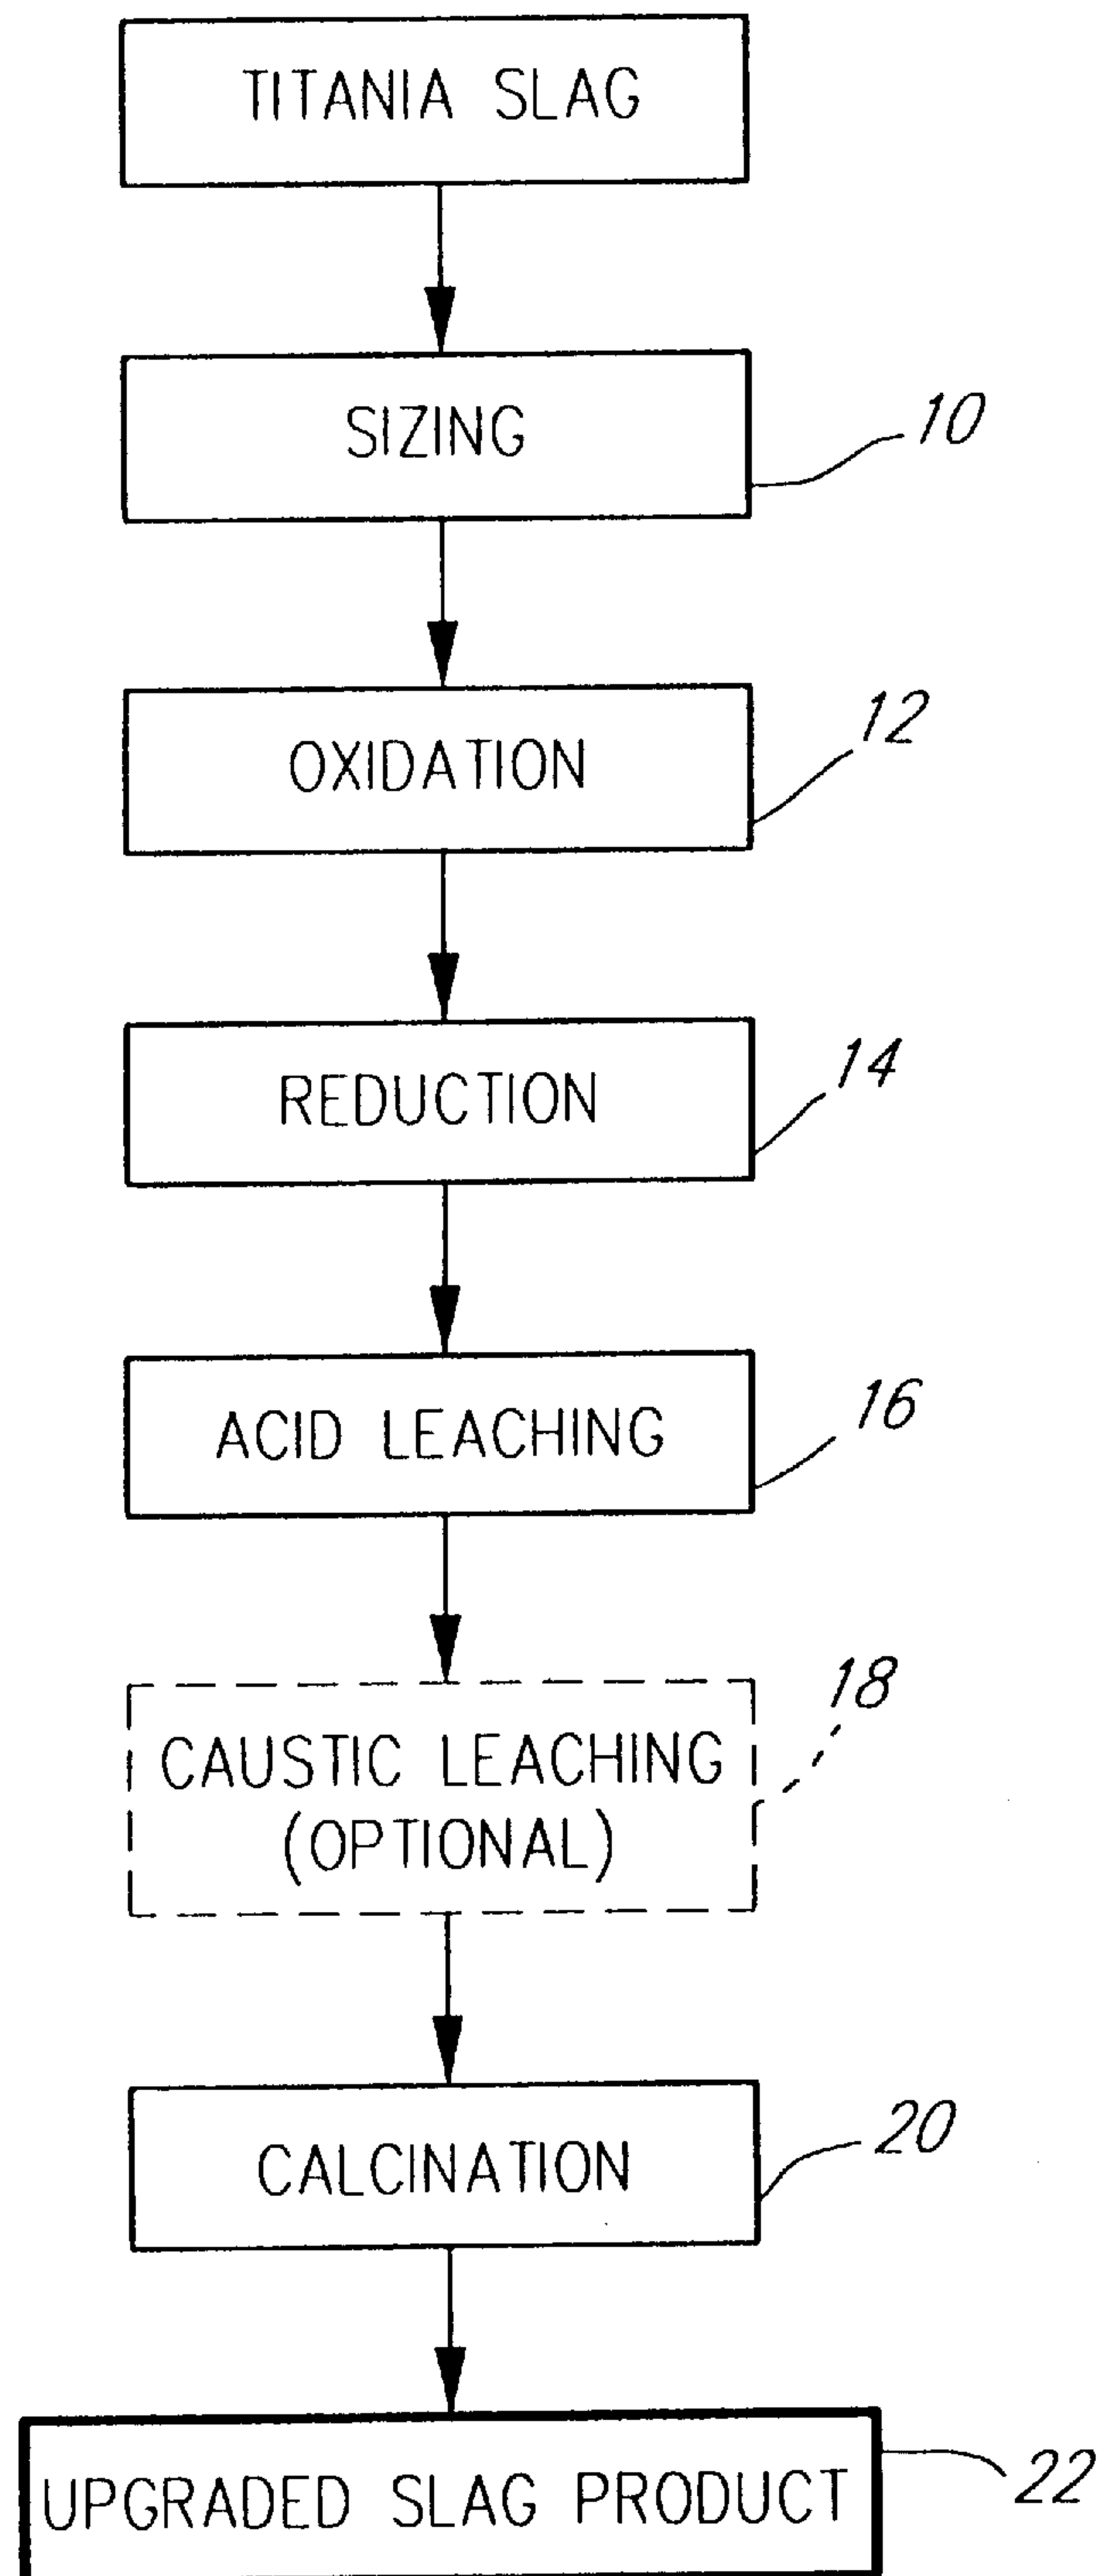 TITANIA SLAG
SIZING
10
OXIDATION
12
REDUCTION
14
ACID LEACHING
16
CAUSTIC LEACHING
(OPTIONAL)
18
CALCINATION
20
UPGRADED SLAG PRODUCT
22